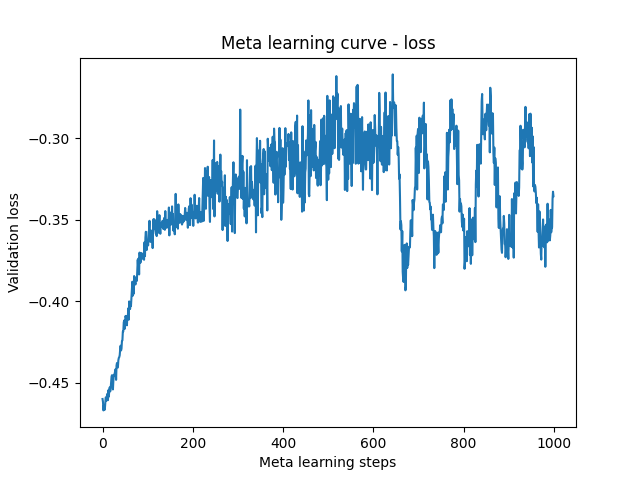 Meta learning curve - loss
Validation loss
−0.30
−0.35
−0.40
−0.45
0 200 400 600 800 1000
Meta learning steps